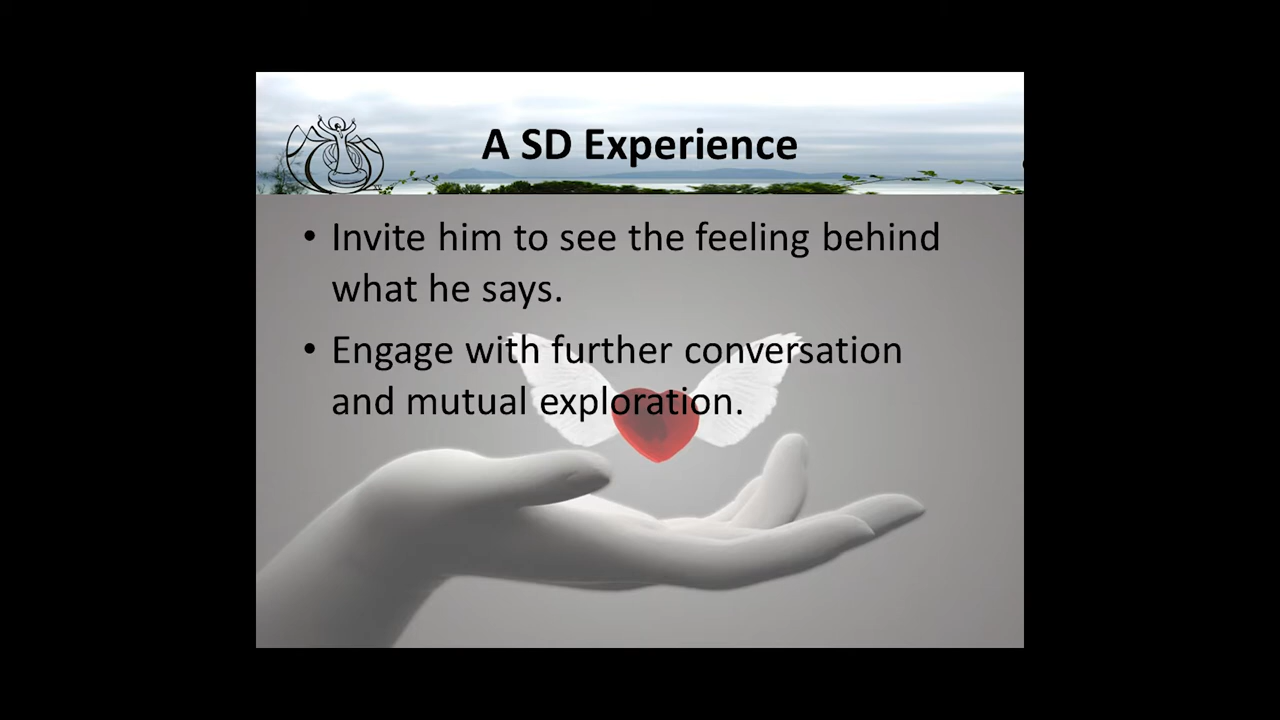 A SD Experience
• Invite him to see the feeling behind
what he says.
• Engage with further conversation
and mutual exploration.